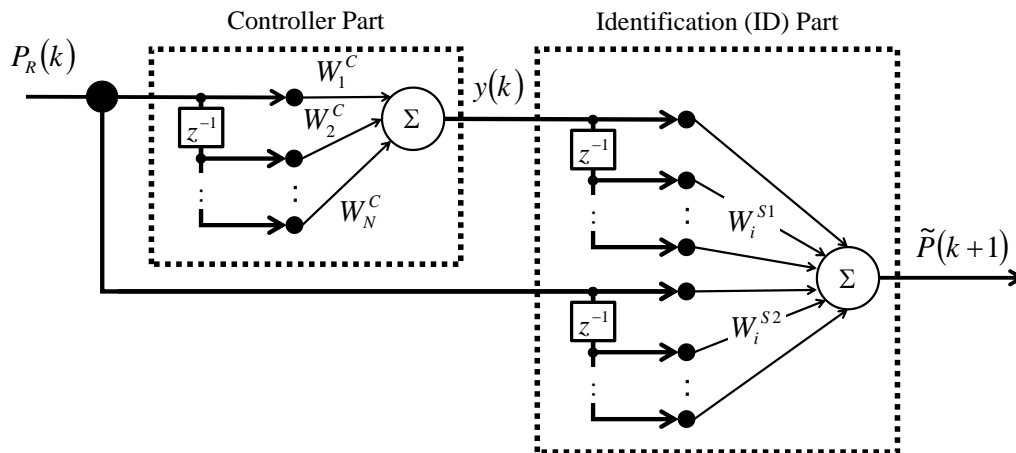 Controller Part
Identification (ID) Part
P_R(k)
W_1^C
y(k)
W_2^C
Σ
z^{-1}
z^{-1}
W_N^C
W_i^{S1}
P̃(k+1)
Σ
z^{-1}
W_i^{S2}